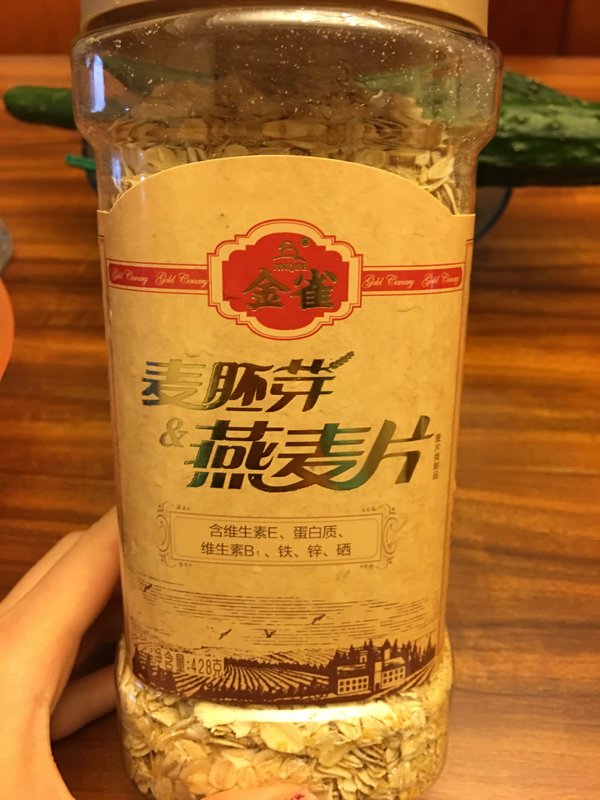 Gold Canary Gold Canary
金雀
Gold Canary Gold Canary
麦胚芽
&
燕麦片
含维生素E、蛋白质、
维生素B₁、铁、锌、硒
净含量:428克